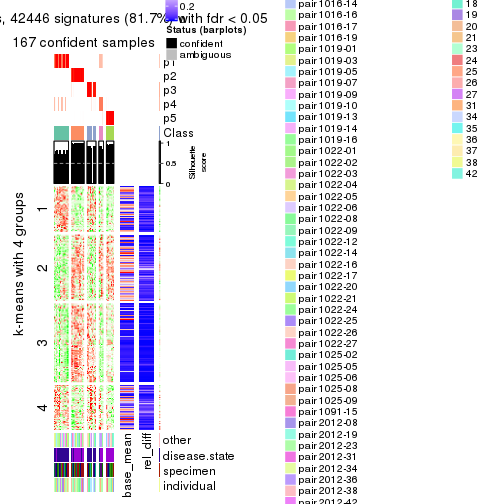 0.2
, 42446 signatures (81.7%) with fdr < 0.05
Status (barplots)
confident
ambiguous
167 confident samples
p1
p2
p3
p4
p5
Class
1
0.5
0
Silhouette
score
k-means with 4 groups
1
2
3
4
base_mean
rel_diff
other
disease.state
specimen
individual
pair1016-14
pair1016-16
pair1016-17
pair1016-19
pair1019-01
pair1019-03
pair1019-05
pair1019-07
pair1019-09
pair1019-10
pair1019-13
pair1019-14
pair1019-16
pair1022-01
pair1022-02
pair1022-03
pair1022-04
pair1022-05
pair1022-06
pair1022-08
pair1022-09
pair1022-12
pair1022-14
pair1022-16
pair1022-17
pair1022-20
pair1022-21
pair1022-24
pair1022-25
pair1022-26
pair1022-27
pair1025-02
pair1025-05
pair1025-06
pair1025-08
pair1025-09
pair1091-15
pair2012-08
pair2012-19
pair2012-23
pair2012-31
pair2012-34
pair2012-36
pair2012-38
pair2012-42
18
19
20
21
24
25
26
27
31
34
35
36
37
38
42